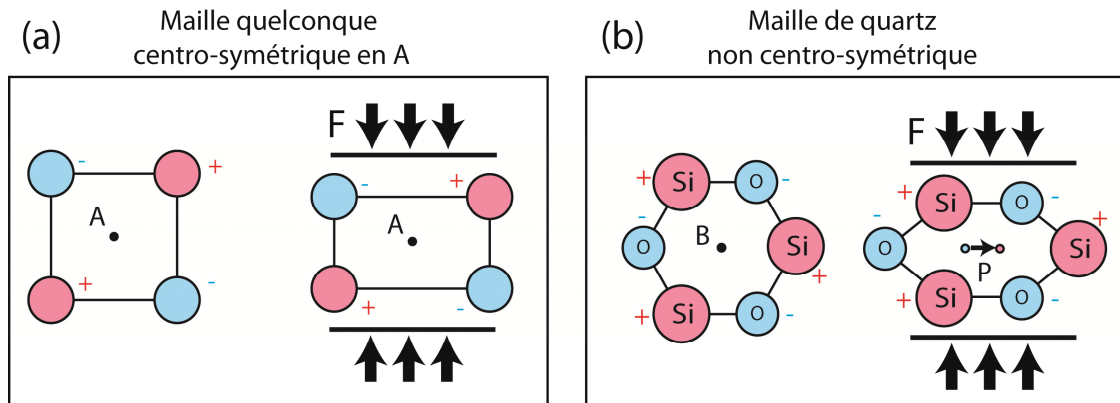 (a)
Maille quelconque
centro-symétrique en A
- +
A
+ -
F
- +
A
+ -
(b)
Maille de quartz
non centro-symétrique
+ Si O -
- O B Si +
+ Si O -
F
+ Si O -
- O P Si +
+ Si O -